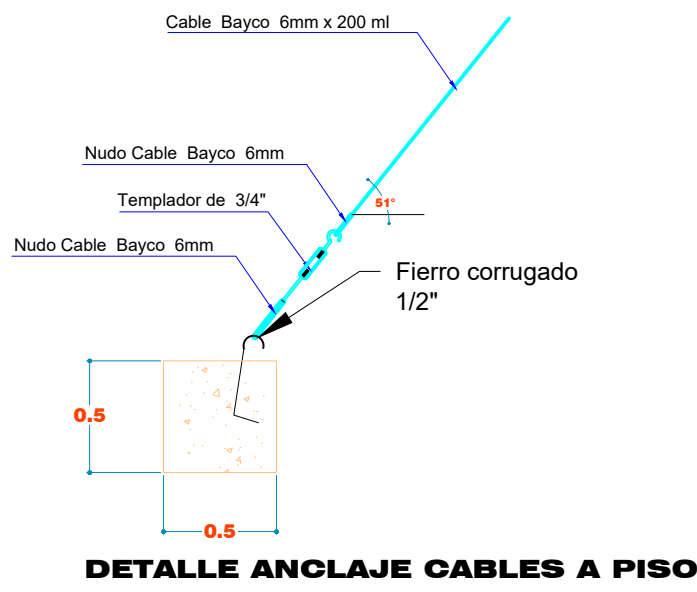 Cable Bayco 6mm x 200 ml
Nudo Cable Bayco 6mm
Templador de 3/4"
51°
Nudo Cable Bayco 6mm
Fierro corrugado
1/2"
0.5
0.5
DETALLE ANCLAJE CABLES A PISO